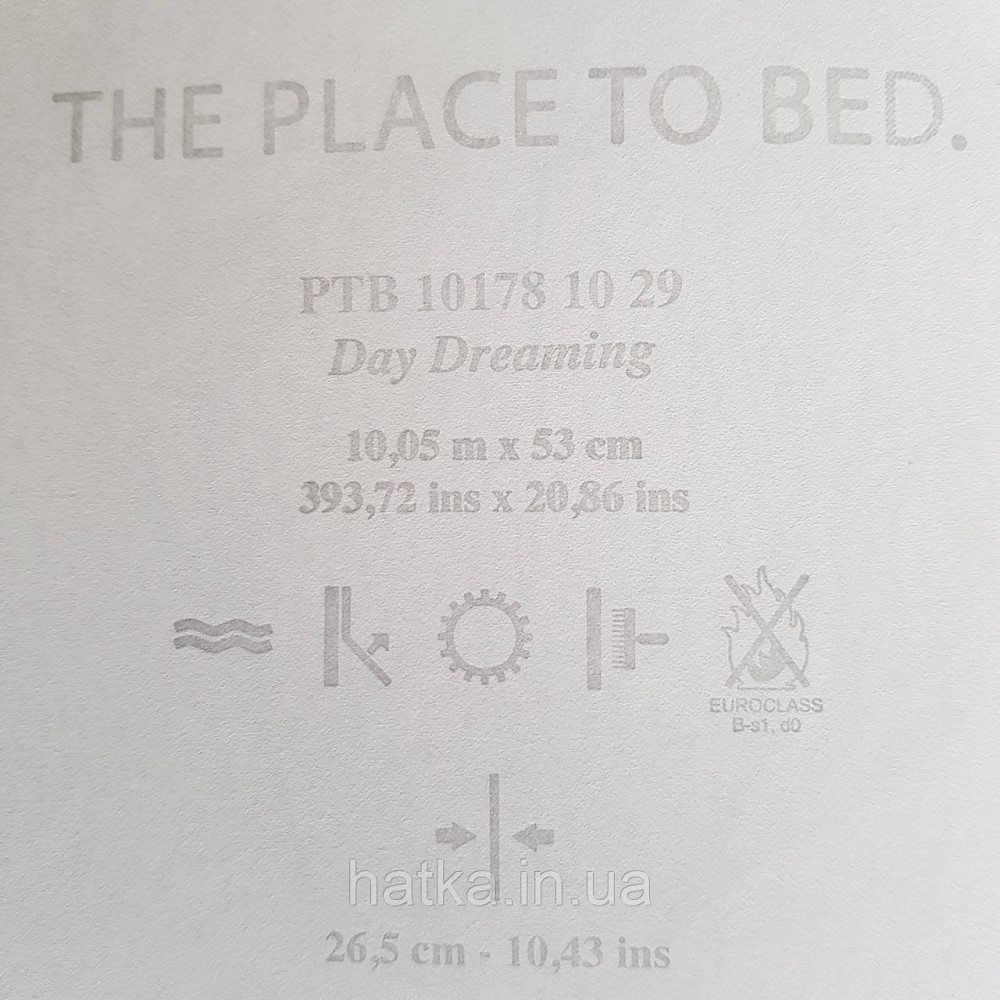 THE PLACE TO BED.
PTB 10178 10 29
Day Dreaming
10,05 m x 53 cm
393,72 ins x 20,86 ins
EUROCLASS
B-s1, d0
hatka.in.ua
26,5 cm - 10,43 ins